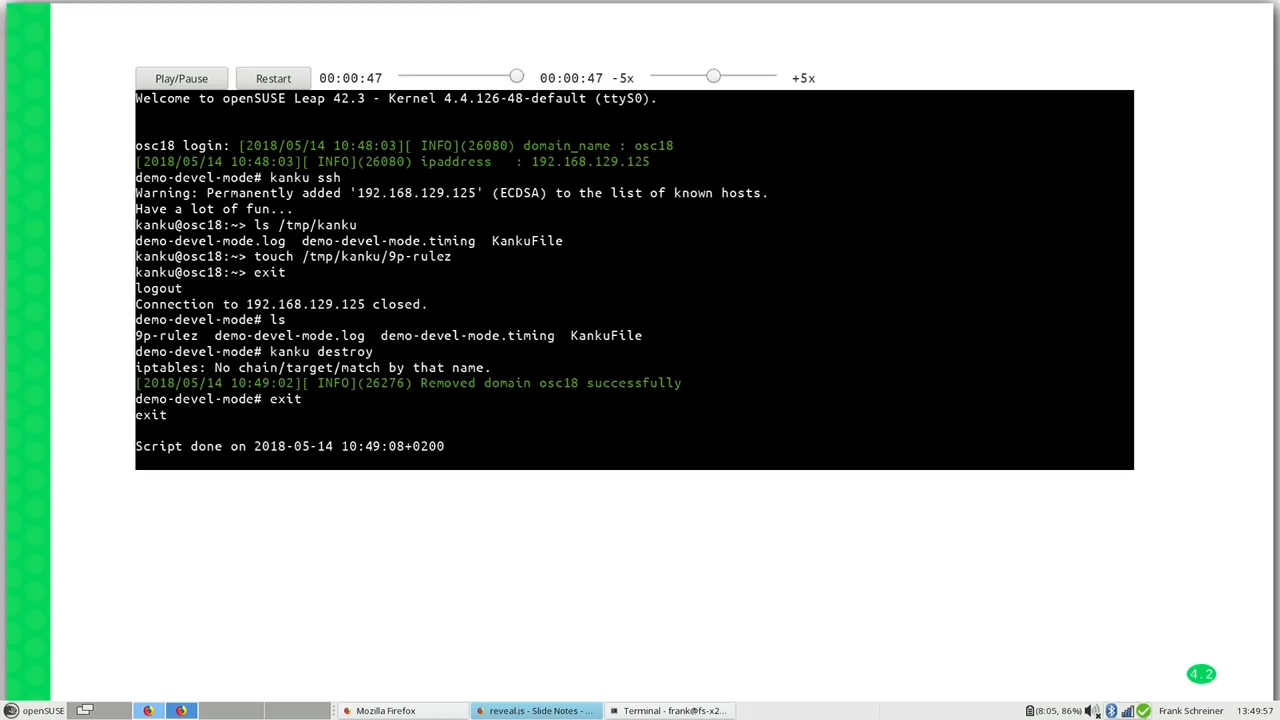 Play/Pause Restart 00:00:47 00:00:47 -5x +5x
Welcome to openSUSE Leap 42.3 - Kernel 4.4.126-48-default (ttyS0).
osc18 login: [2018/05/14 10:48:03][ INFO](26080) domain_name : osc18
[2018/05/14 10:48:03][ INFO](26080) ipaddress   : 192.168.129.125
demo-devel-mode# kanku ssh
Warning: Permanently added '192.168.129.125' (ECDSA) to the list of known hosts.
Have a lot of fun...
kanku@osc18:~> ls /tmp/kanku
demo-devel-mode.log  demo-devel-mode.timing  KankuFile
kanku@osc18:~> touch /tmp/kanku/9p-rulez
kanku@osc18:~> exit
logout
Connection to 192.168.129.125 closed.
demo-devel-mode# ls
9p-rulez  demo-devel-mode.log  demo-devel-mode.timing  KankuFile
demo-devel-mode# kanku destroy
iptables: No chain/target/match by that name.
[2018/05/14 10:49:02][ INFO](26276) Removed domain osc18 successfully
demo-devel-mode# exit
exit
Script done on 2018-05-14 10:49:08+0200
4.2
openSUSE Mozilla Firefox reveal.js - Slide Notes - ... Terminal - frank@fs-x2... (8:05, 86%) Frank Schreiner 13:49:57